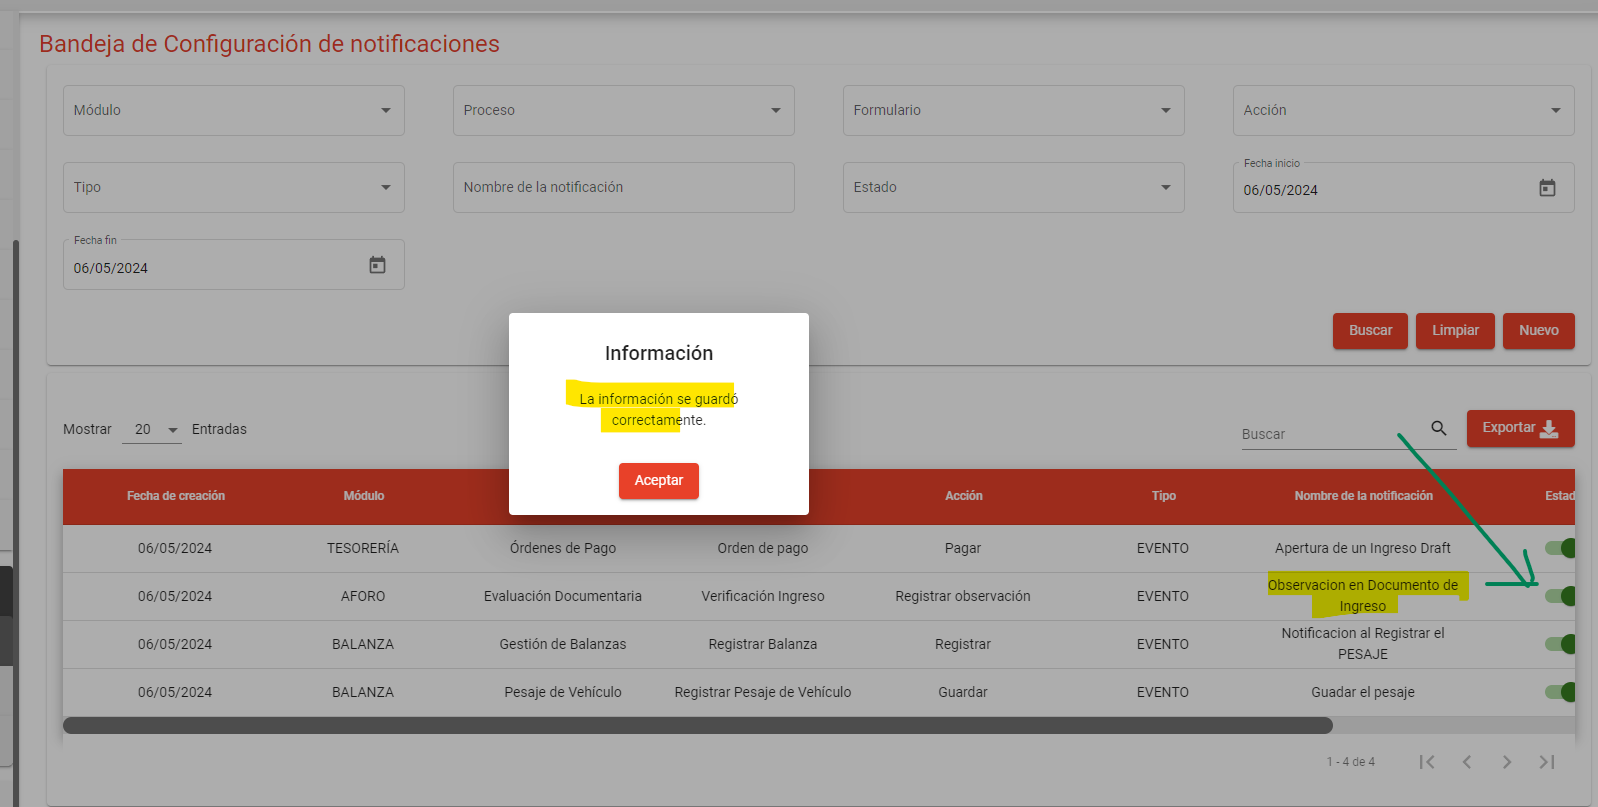 Bandeja de Configuración de notificaciones
Módulo
Proceso
Formulario
Acción
Tipo
Nombre de la notificación
Estado
Fecha inicio
06/05/2024
Fecha fin
06/05/2024
Buscar Limpiar Nuevo
Información
La información se guardó
correctamente.
Aceptar
Mostrar 20 Entradas
Buscar
Exportar
Fecha de creación Módulo Acción Tipo Nombre de la notificación Estad
06/05/2024 TESORERÍA Órdenes de Pago Orden de pago Pagar EVENTO Apertura de un Ingreso Draft
06/05/2024 AFORO Evaluación Documentaria Verificación Ingreso Registrar observación EVENTO Observacion en Documento de
Ingreso
06/05/2024 BALANZA Gestión de Balanzas Registrar Balanza Registrar EVENTO Notificacion al Registrar el
PESAJE
06/05/2024 BALANZA Pesaje de Vehículo Registrar Pesaje de Vehículo Guardar EVENTO Guadar el pesaje
1 - 4 de 4